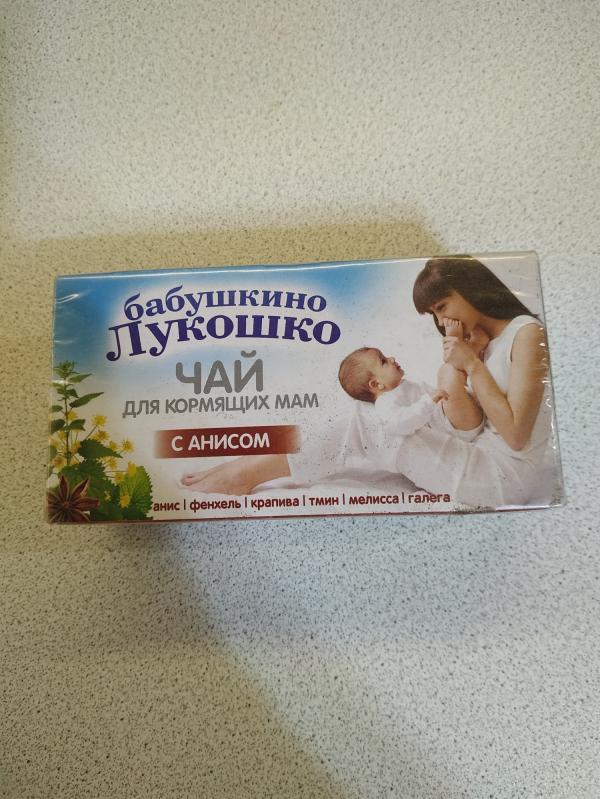 бабушкино
Лукошко
ЧАЙ
ДЛЯ КОРМЯЩИХ МАМ
С АНИСОМ
анис | фенхель | крапива | тмин | мелисса | галега